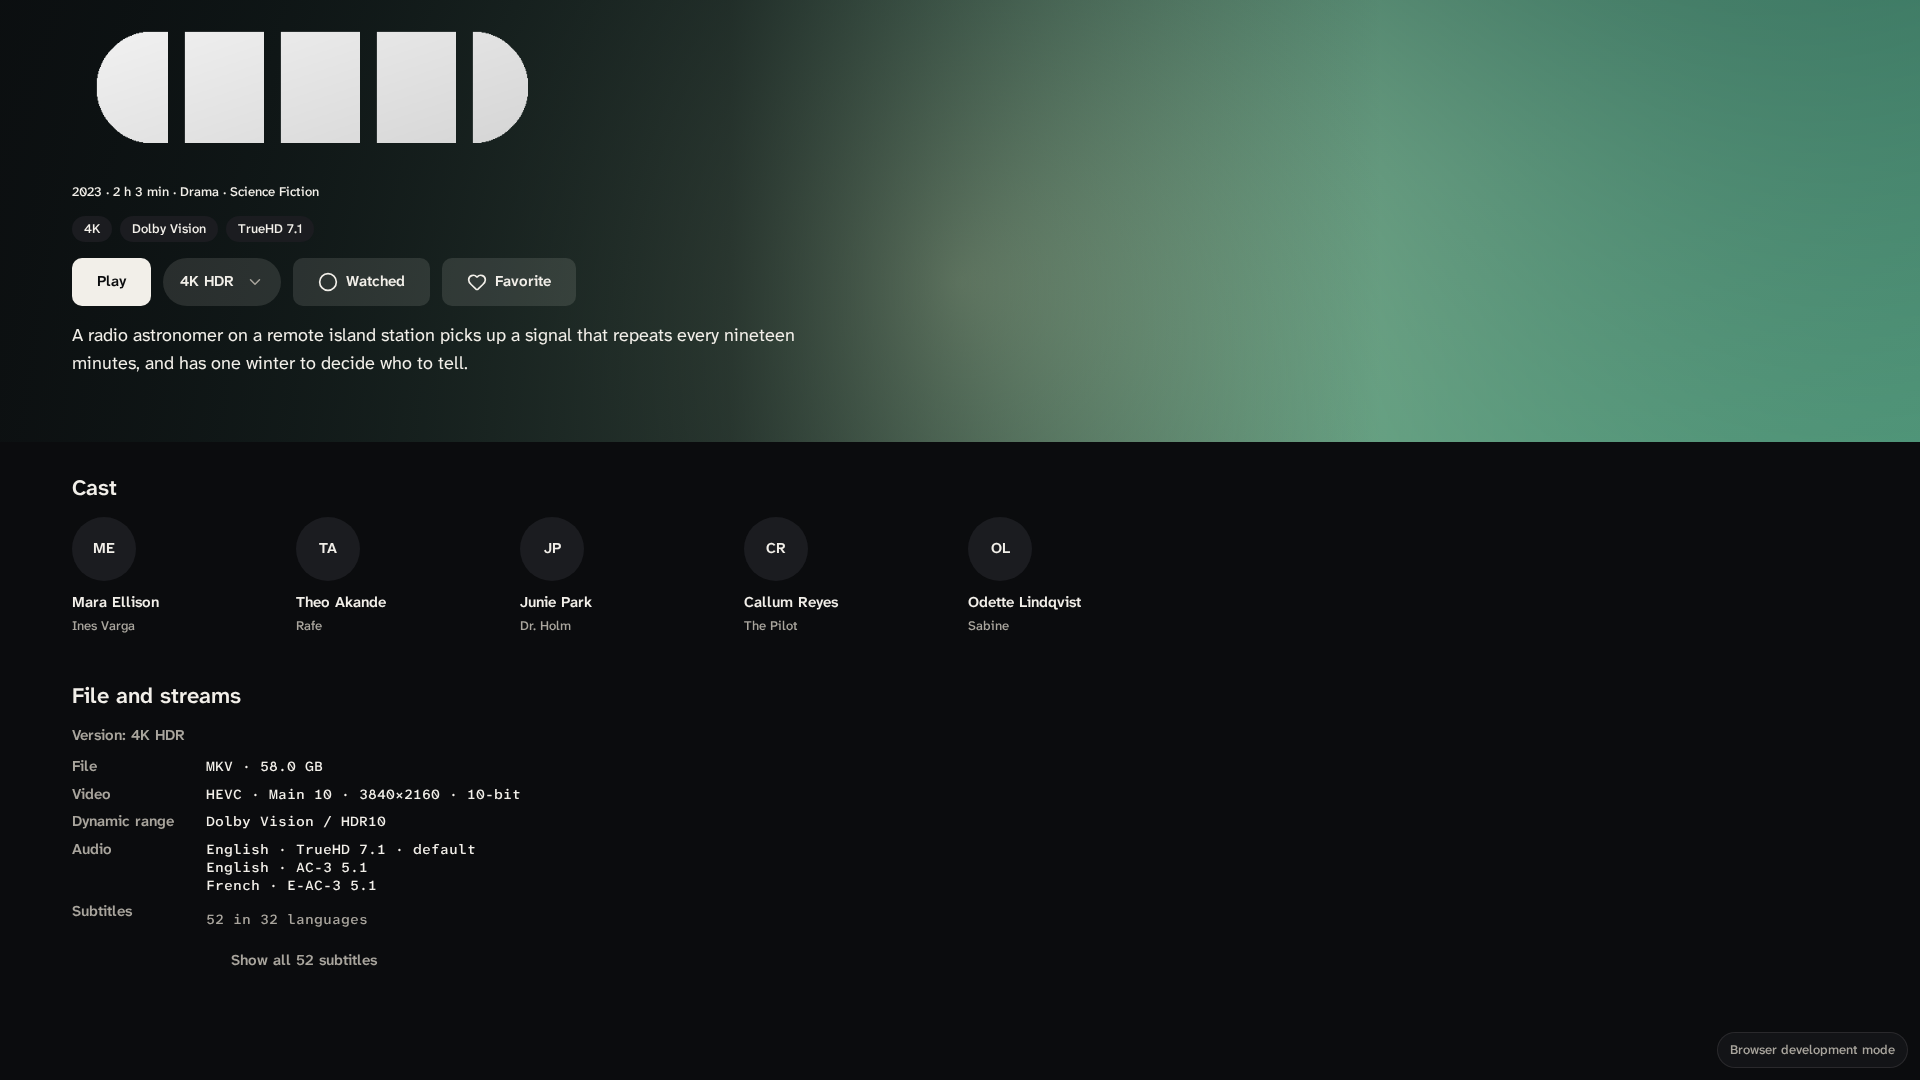 2023 · 2 h 3 min · Drama · Science Fiction
4K
Dolby Vision
TrueHD 7.1
Play
4K HDR
Watched
Favorite
A radio astronomer on a remote island station picks up a signal that repeats every nineteen
minutes, and has one winter to decide who to tell.
Cast
ME
TA
JP
CR
OL
Mara Ellison
Theo Akande
Junie Park
Callum Reyes
Odette Lindqvist
Ines Varga
Rafe
Dr. Holm
The Pilot
Sabine
File and streams
Version: 4K HDR
File MKV · 58.0 GB
Video HEVC · Main 10 · 3840×2160 · 10-bit
Dynamic range Dolby Vision / HDR10
Audio English · TrueHD 7.1 · default
English · AC-3 5.1
French · E-AC-3 5.1
Subtitles 52 in 32 languages
Show all 52 subtitles
Browser development mode